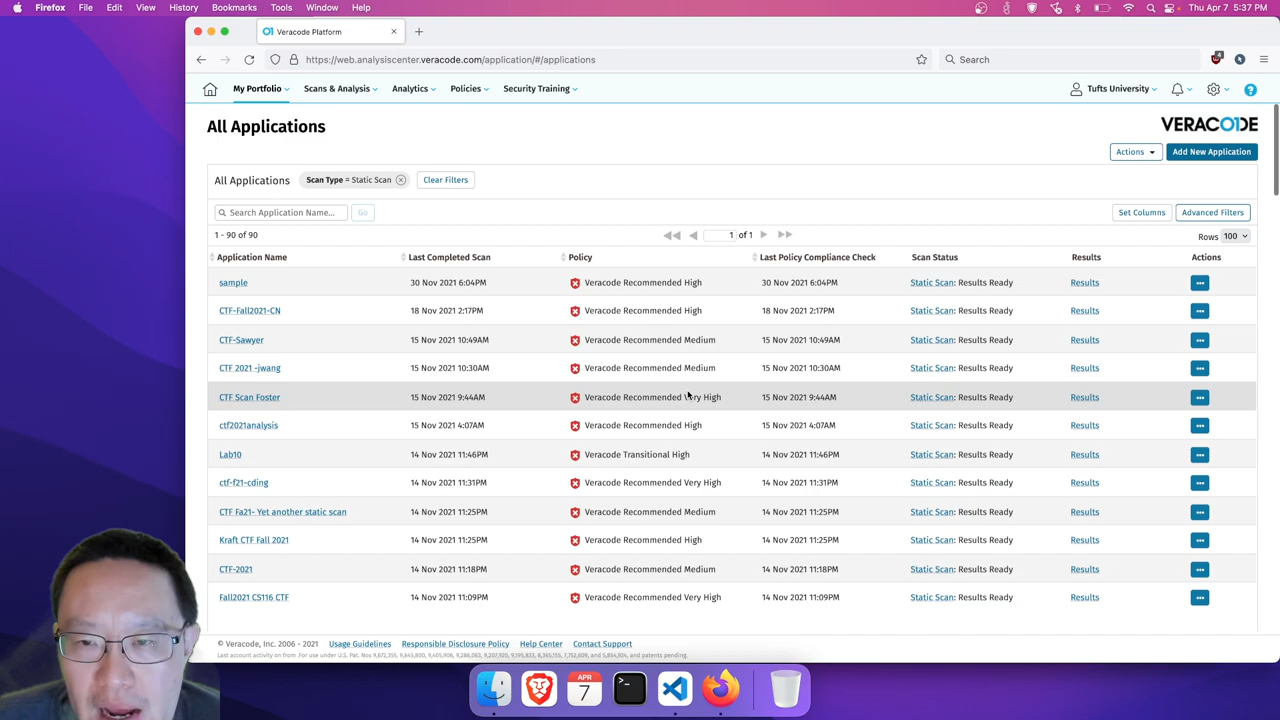 Firefox File Edit View History Bookmarks Tools Window Help Thu Apr 7 5:37 PM
Veracode Platform
https://web.analysiscenter.veracode.com/application/#/applications Search 4
My Portfolio Scans & Analysis Analytics Policies Security Training Tufts University
All Applications VERACODE
Actions Add New Application
All Applications Scan Type = Static Scan Clear Filters
Search Application Name... Go Set Columns Advanced Filters
1 - 90 of 90 1 of 1 Rows 100
Application Name Last Completed Scan Policy Last Policy Compliance Check Scan Status Results Actions
sample 30 Nov 2021 6:04PM Veracode Recommended High 30 Nov 2021 6:04PM Static Scan: Results Ready Results
CTF-Fall2021-CN 18 Nov 2021 2:17PM Veracode Recommended High 18 Nov 2021 2:17PM Static Scan: Results Ready Results
CTF-Sawyer 15 Nov 2021 10:49AM Veracode Recommended Medium 15 Nov 2021 10:49AM Static Scan: Results Ready Results
CTF 2021 -jwang 15 Nov 2021 10:30AM Veracode Recommended Medium 15 Nov 2021 10:30AM Static Scan: Results Ready Results
CTF Scan Foster 15 Nov 2021 9:44AM Veracode Recommended Very High 15 Nov 2021 9:44AM Static Scan: Results Ready Results
ctf2021analysis 15 Nov 2021 4:07AM Veracode Recommended High 15 Nov 2021 4:07AM Static Scan: Results Ready Results
Lab10 14 Nov 2021 11:46PM Veracode Transitional High 14 Nov 2021 11:46PM Static Scan: Results Ready Results
ctf-f21-cding 14 Nov 2021 11:31PM Veracode Recommended Very High 14 Nov 2021 11:31PM Static Scan: Results Ready Results
CTF Fa21- Yet another static scan 14 Nov 2021 11:25PM Veracode Recommended Medium 14 Nov 2021 11:25PM Static Scan: Results Ready Results
Kraft CTF Fall 2021 14 Nov 2021 11:25PM Veracode Recommended High 14 Nov 2021 11:25PM Static Scan: Results Ready Results
CTF-2021 14 Nov 2021 11:18PM Veracode Recommended Medium 14 Nov 2021 11:18PM Static Scan: Results Ready Results
Fall2021 CS116 CTF 14 Nov 2021 11:09PM Veracode Recommended Very High 14 Nov 2021 11:09PM Static Scan: Results Ready Results
© Veracode, Inc. 2006 - 2021 Usage Guidelines Responsible Disclosure Policy Help Center Contact Support
Last account activity on from .For use under U.S. Pat. Nos
APR
7